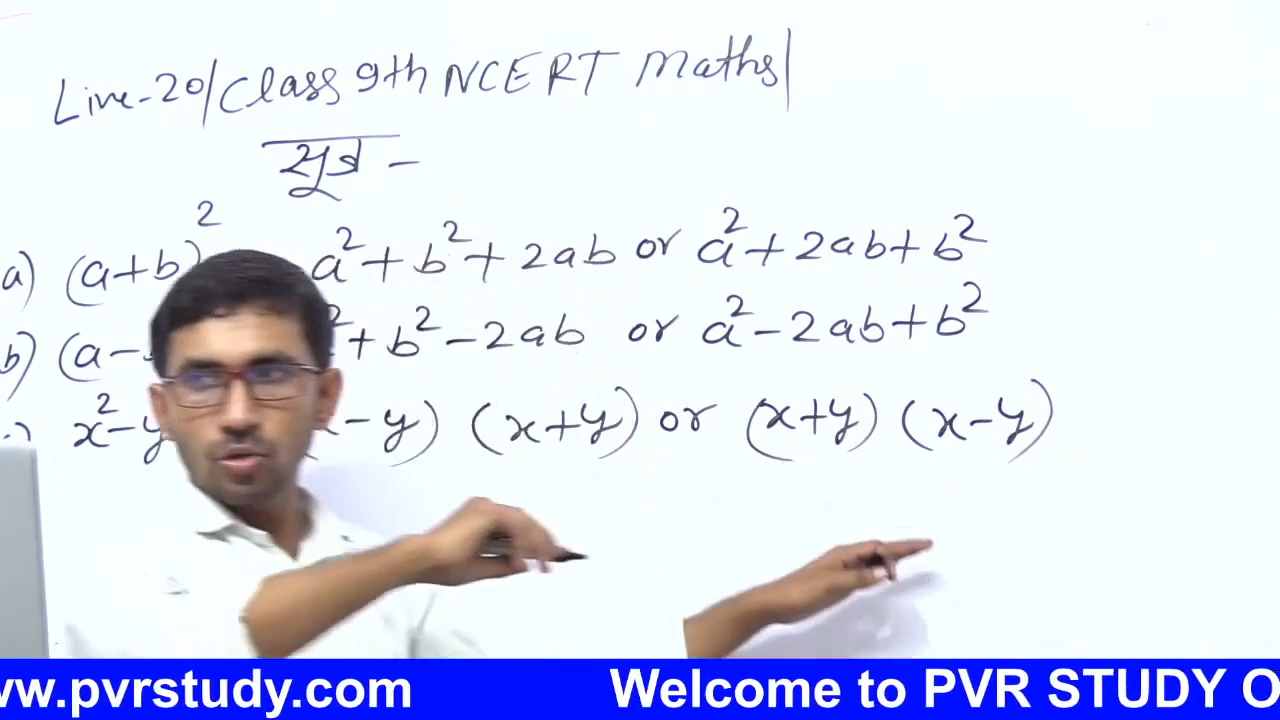 Live-20/Class 9th NCERT Maths/
सूत्र -
a) (a+b)² a²+b²+2ab or a²+2ab+b²
b) (a- ²+b²-2ab or a²-2ab+b²
x²-y -y) (x+y) or (x+y) (x-y)
ww.pvrstudy.com Welcome to PVR STUDY O